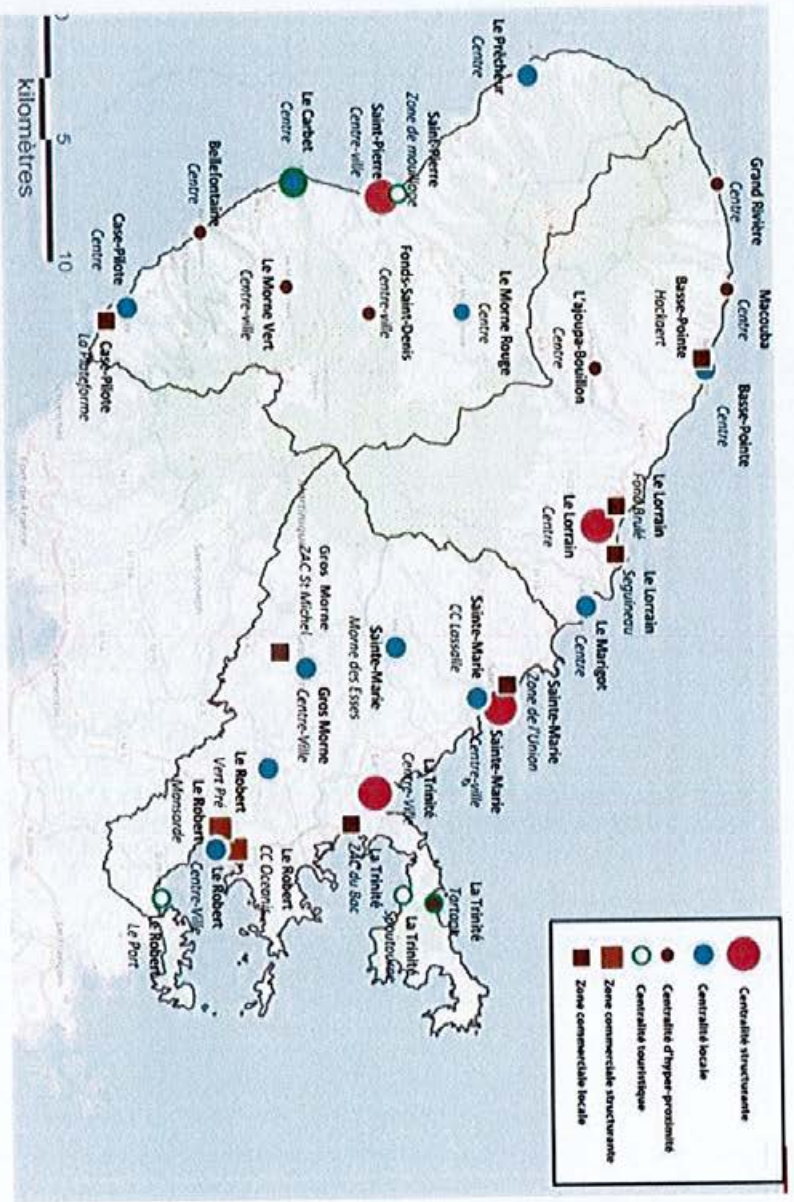 Centralité structurante
Centralité locale
Centralité d'hyper-proximité
Centralité touristique
Zone commerciale structurante
Zone commerciale locale
Grand Rivière
Centre
Macouba
Centre
Basse-Pointe
Hackaert
Basse-Pointe
Centre
Le Prêcheur
Centre
L'ajoupa-Bouillon
Centre
Le Lorrain
Fond Brulé
Le Lorrain
Seguineau
Le Lorrain
Centre
Le Marigot
Centre
Le Morne Rouge
Centre
Saint-Pierre
Zone de mouillage
Saint-Pierre
Centre-ville
Fonds-Saint-Denis
Centre-ville
Le Carbet
Centre
Le Morne Vert
Centre-ville
Bellefontaine
Centre
Case-Pilote
Centre
Case-Pilote
La Plateforme
Sainte-Marie
Zone de l'Union
Sainte-Marie
CC Lassalle
Sainte-Marie
Centre-ville
Sainte-Marie
Morne des Esses
La Trinité
Centre-Ville
La Trinité
Tartane
La Trinité
Spoutourne
La Trinité
ZAC du Bac
Gros Morne
ZAC St Michel
Gros Morne
Centre-Ville
Le Robert
Vert Pré
Le Robert
CC Océanis
Le Robert
Mansarde
Le Robert
Centre-Ville
Le Robert
Le Port
Fort de France
0 5 10
kilomètres